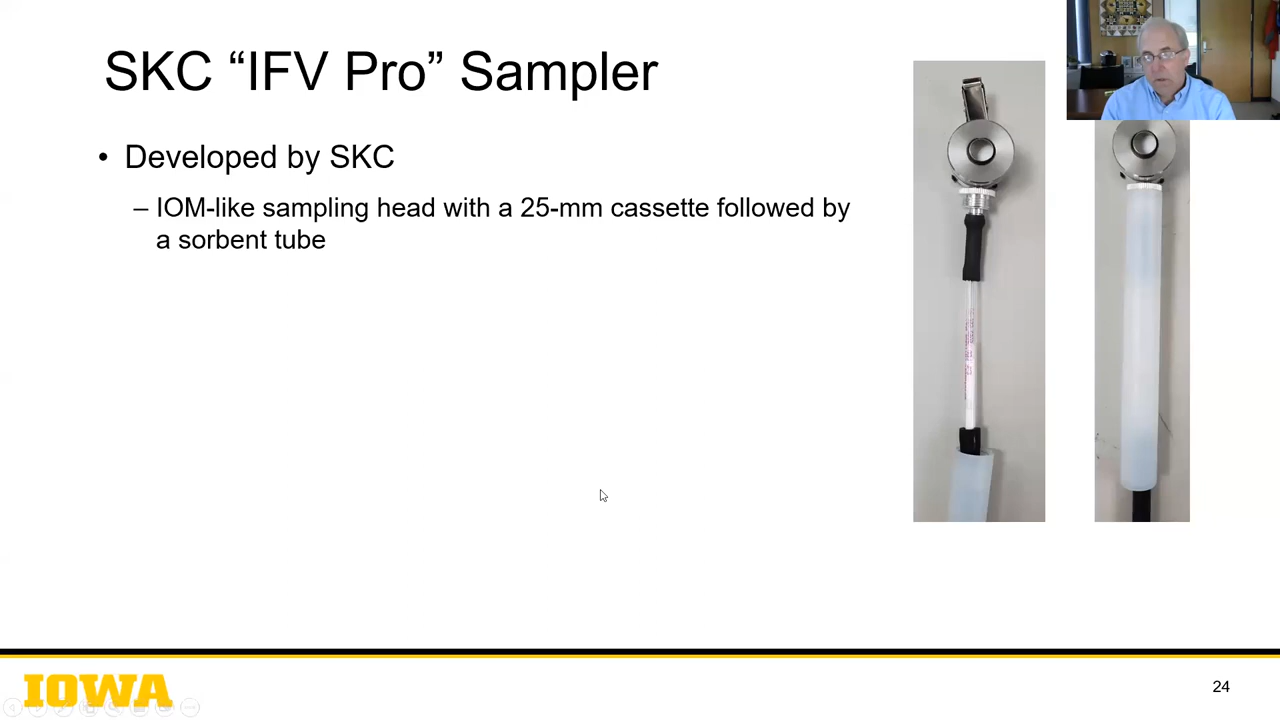 SKC “IFV Pro” Sampler
• Developed by SKC
– IOM-like sampling head with a 25-mm cassette followed by
a sorbent tube
IOWA
24